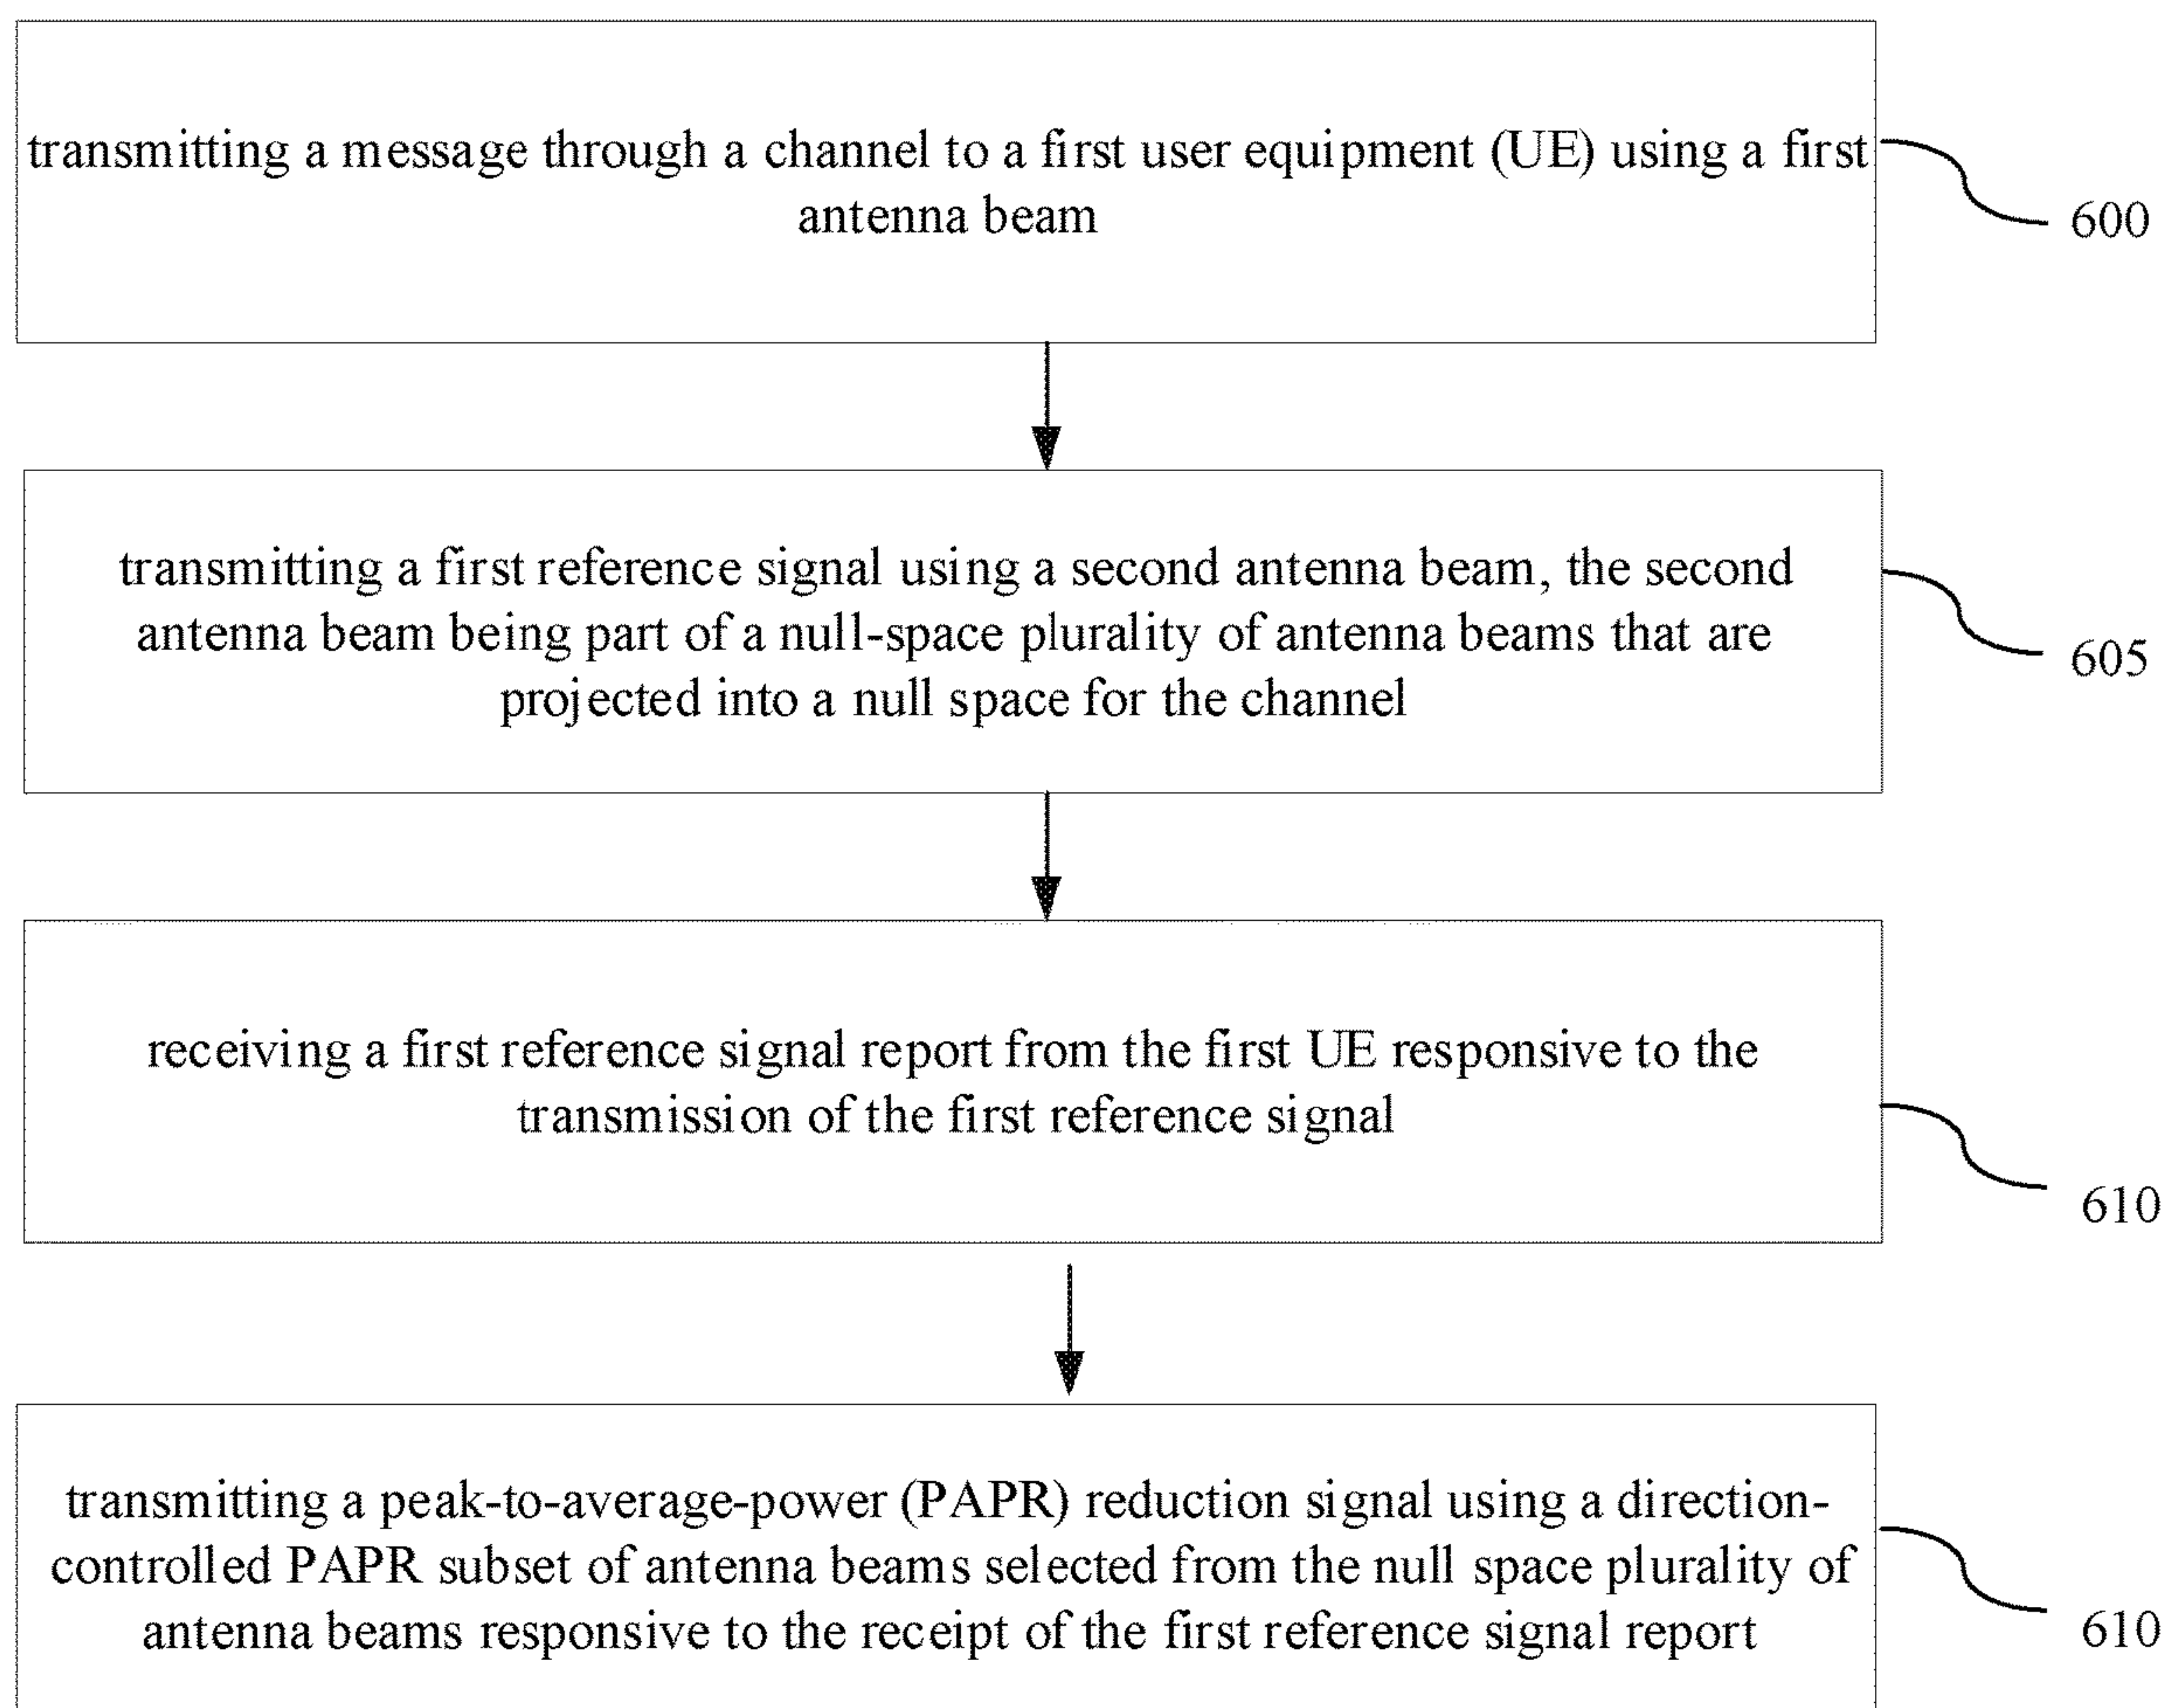 transmitting a message through a channel to a first user equipment (UE) using a first
antenna beam
600
transmitting a first reference signal using a second antenna beam, the second
antenna beam being part of a null-space plurality of antenna beams that are
projected into a null space for the channel
605
receiving a first reference signal report from the first UE responsive to the
transmission of the first reference signal
610
transmitting a peak-to-average-power (PAPR) reduction signal using a direction-
controlled PAPR subset of antenna beams selected from the null space plurality of
antenna beams responsive to the receipt of the first reference signal report
610